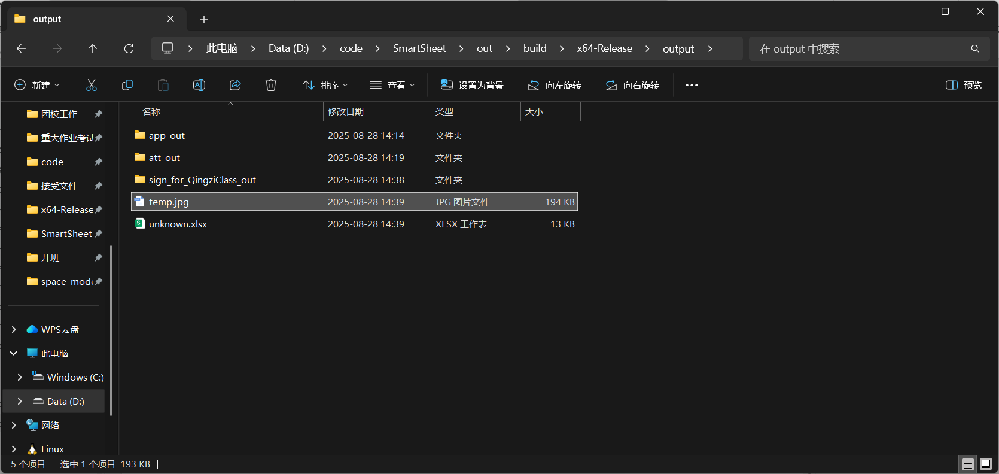 output
此电脑 Data (D:) code SmartSheet out build x64-Release output
在 output 中搜索
新建 排序 查看 设置为背景 向左旋转 向右旋转 预览
团校工作
重大作业考试
code
接受文件
x64-Release
SmartSheet
开班
space_mode
WPS云盘
此电脑
Windows (C:)
Data (D:)
网络
Linux
名称 修改日期 类型 大小
app_out 2025-08-28 14:14 文件夹
att_out 2025-08-28 14:19 文件夹
sign_for_QingziClass_out 2025-08-28 14:38 文件夹
temp.jpg 2025-08-28 14:39 JPG 图片文件 194 KB
unknown.xlsx 2025-08-28 14:39 XLSX 工作表 13 KB
5 个项目 选中 1 个项目 193 KB